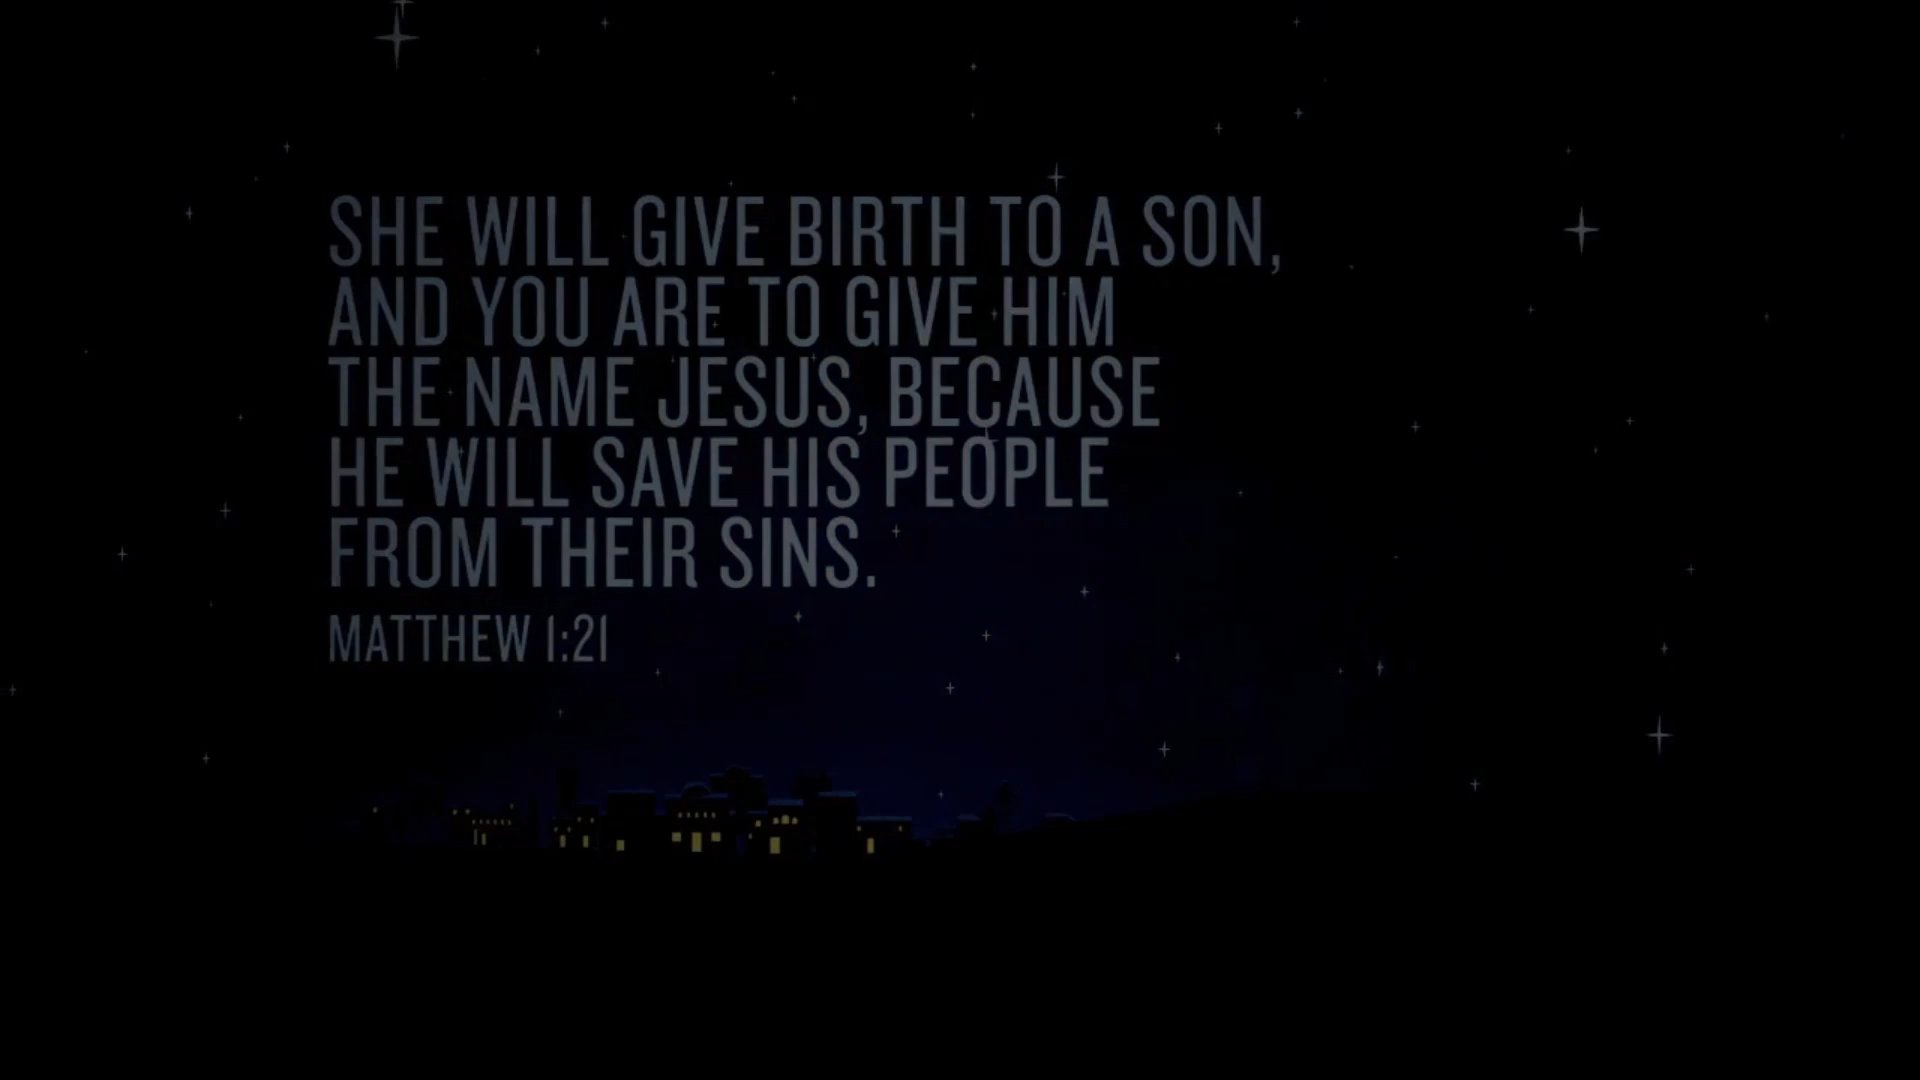 SHE WILL GIVE BIRTH TO A SON,
AND YOU ARE TO GIVE HIM
THE NAME JESUS, BECAUSE
HE WILL SAVE HIS PEOPLE
FROM THEIR SINS.
MATTHEW 1:21